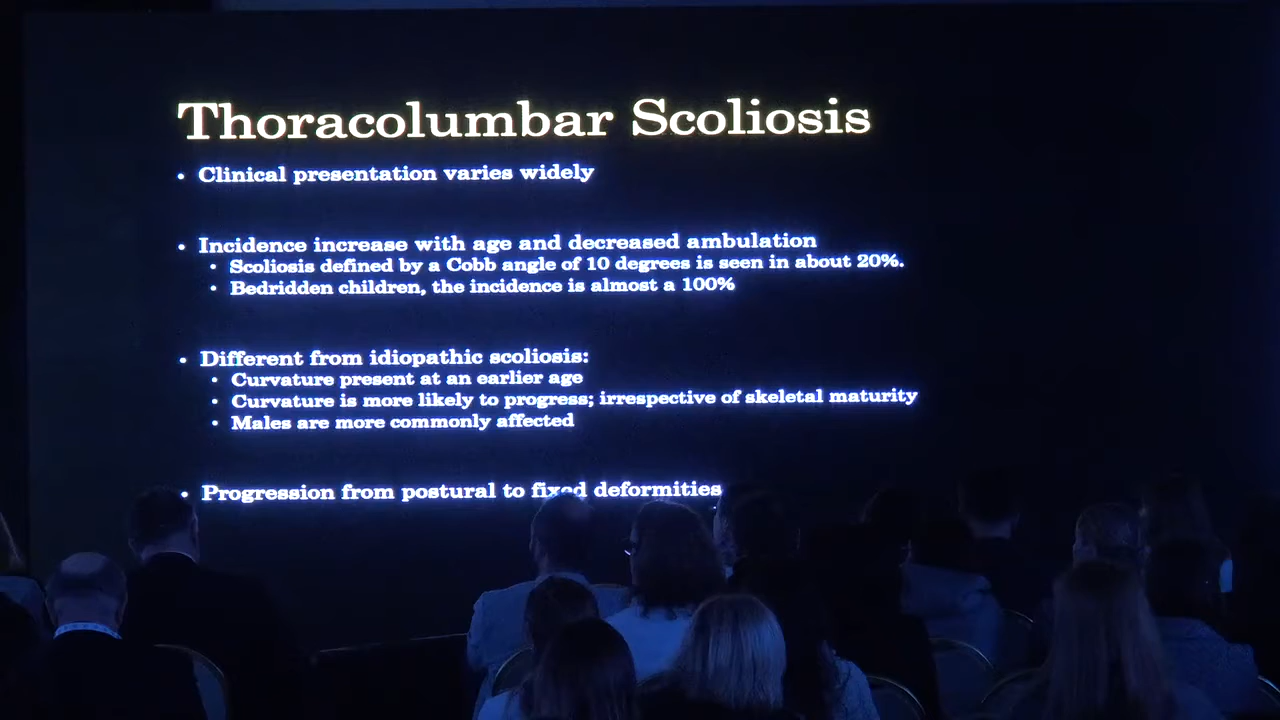 Thoracolumbar Scoliosis
• Clinical presentation varies widely
• Incidence increase with age and decreased ambulation
• Scoliosis defined by a Cobb angle of 10 degrees is seen in about 20%.
• Bedridden children, the incidence is almost a 100%
• Different from idiopathic scoliosis:
• Curvature present at an earlier age
• Curvature is more likely to progress; irrespective of skeletal maturity
• Males are more commonly affected
• Progression from postural to fixed deformities